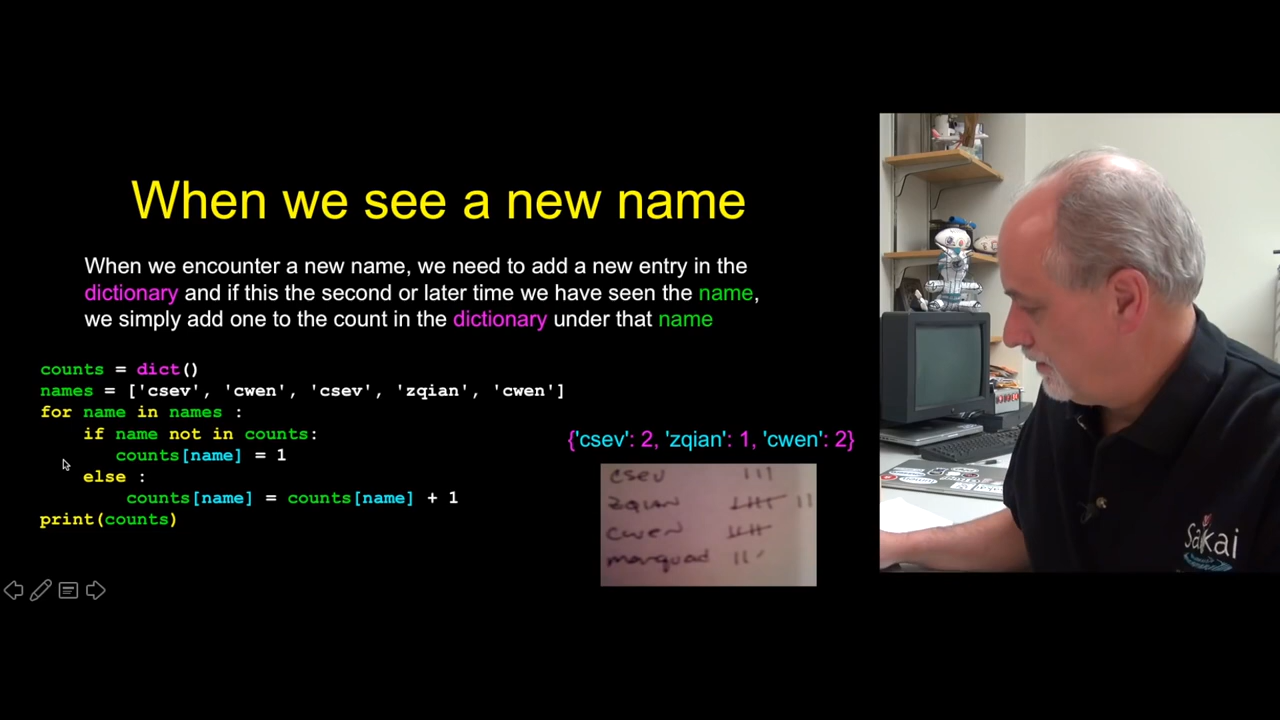 When we see a new name
When we encounter a new name, we need to add a new entry in the
dictionary and if this the second or later time we have seen the name,
we simply add one to the count in the dictionary under that name
counts = dict()
names = ['csev', 'cwen', 'csev', 'zqian', 'cwen']
for name in names :
    if name not in counts:
       counts[name] = 1
    else :
        counts[name] = counts[name] + 1
print(counts)
{'csev': 2, 'zqian': 1, 'cwen': 2}
csev
zqian
cwen
marquad
Sakai